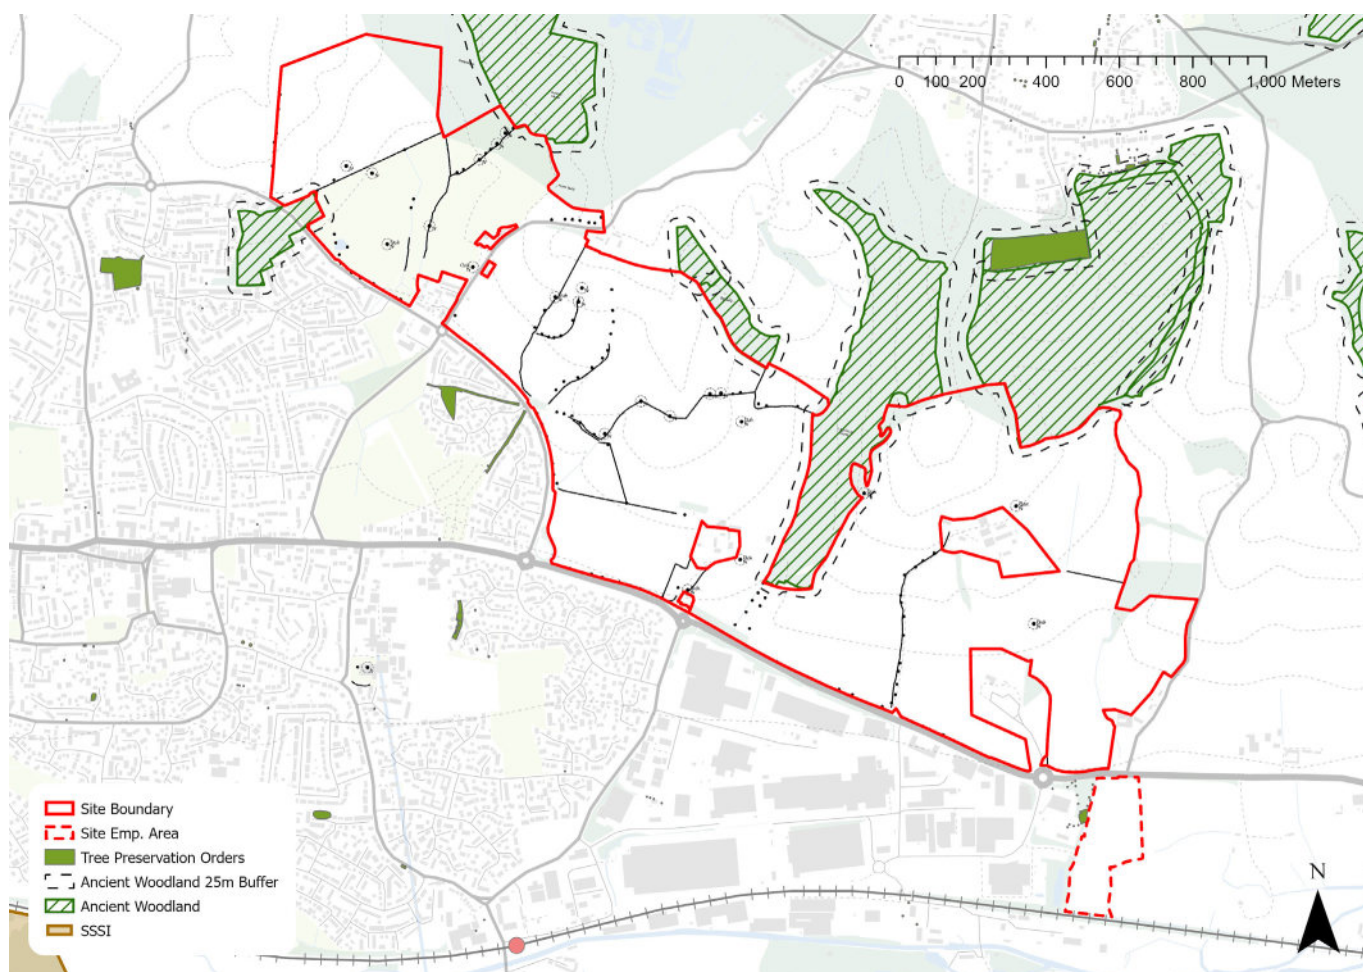 0 100 200 400 600 800 1,000 Meters
Site Boundary
Site Emp. Area
Tree Preservation Orders
Ancient Woodland 25m Buffer
Ancient Woodland
SSSI
N